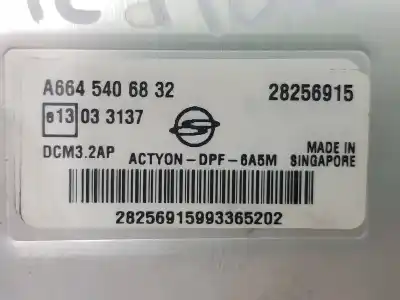 A664 540 68 32 28256915
e13 03 3137
DCM3.2AP ACTYON-DPF-6A5M MADE IN SINGAPORE
28256915993365202